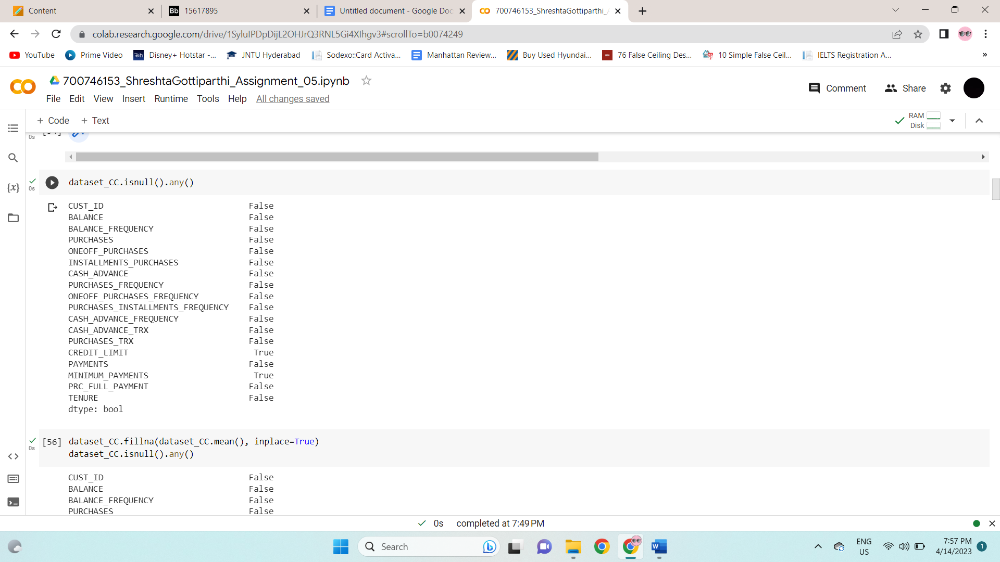 Content
15617895
Untitled document - Google Doc
700746153_ShreshtaGottiparthi_A
colab.research.google.com/drive/1SyluIPDpDijL2OHJrQ3RNL5Gi4XIhgv3#scrollTo=b0074249
YouTube Prime Video Disney+ Hotstar -... JNTU Hyderabad Sodexo::Card Activa... Manhattan Review... Buy Used Hyundai... 76 False Ceiling Des... 10 Simple False Ceil... IELTS Registration A... »
700746153_ShreshtaGottiparthi_Assignment_05.ipynb
Comment Share
File Edit View Insert Runtime Tools Help All changes saved
+ Code + Text
RAM
Disk
0s
dataset_CC.isnull().any()
0s
CUST_ID False
BALANCE False
BALANCE_FREQUENCY False
PURCHASES False
ONEOFF_PURCHASES False
INSTALLMENTS_PURCHASES False
CASH_ADVANCE False
PURCHASES_FREQUENCY False
ONEOFF_PURCHASES_FREQUENCY False
PURCHASES_INSTALLMENTS_FREQUENCY False
CASH_ADVANCE_FREQUENCY False
CASH_ADVANCE_TRX False
PURCHASES_TRX False
CREDIT_LIMIT True
PAYMENTS False
MINIMUM_PAYMENTS True
PRC_FULL_PAYMENT False
TENURE False
dtype: bool
[56] dataset_CC.fillna(dataset_CC.mean(), inplace=True)
0s
dataset_CC.isnull().any()
CUST_ID False
BALANCE False
BALANCE_FREQUENCY False
PURCHASES False
0s completed at 7:49 PM
Search
ENG
US
7:57 PM
4/14/2023
1